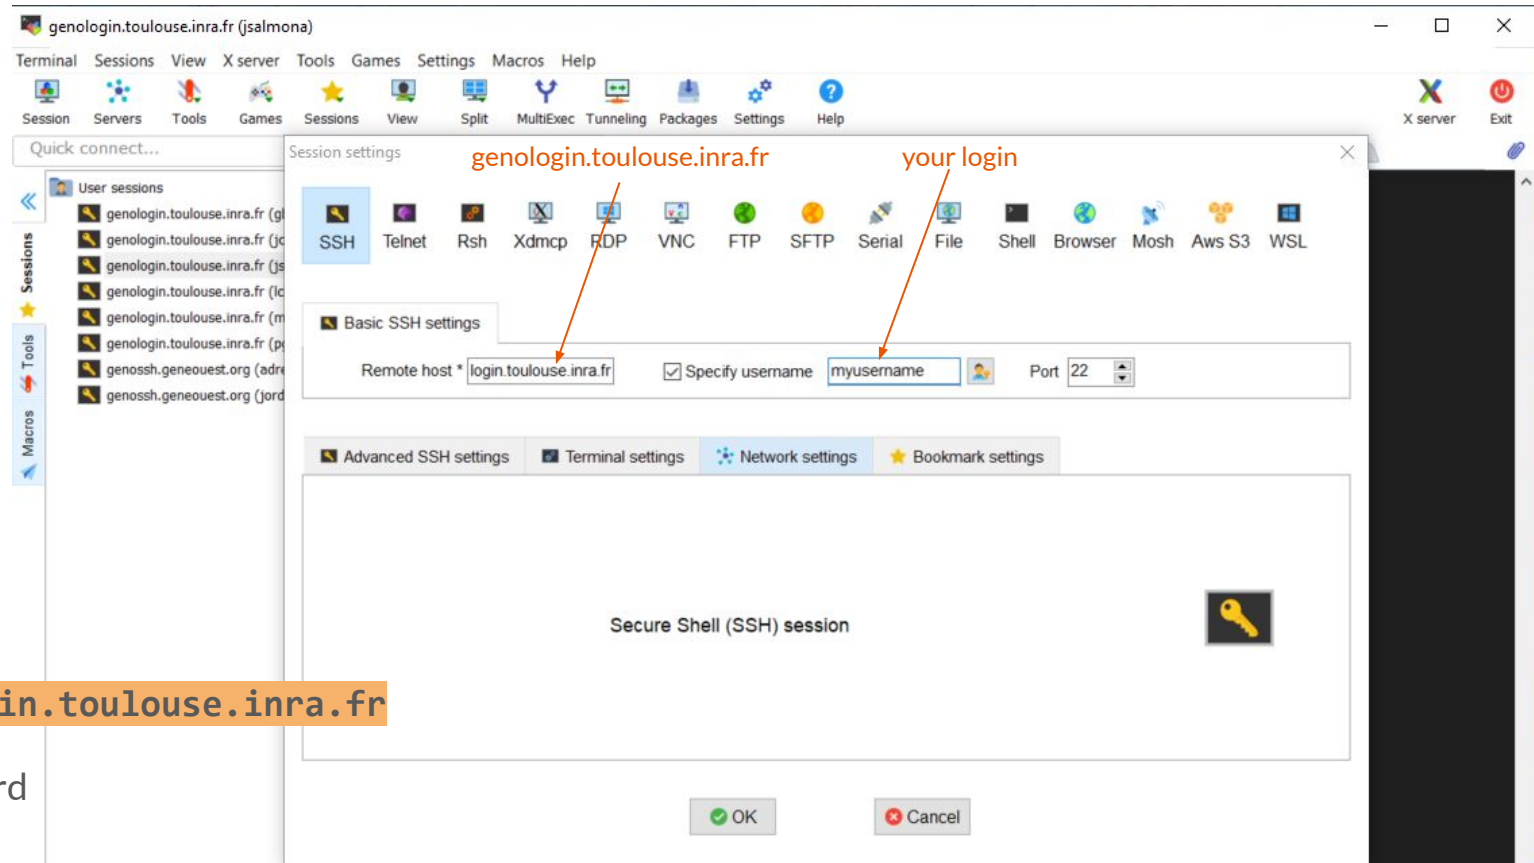 genologin.toulouse.inra.fr (jsalmona)
Terminal Sessions View X server Tools Games Settings Macros Help
Session Servers Tools Games Sessions View Split MultiExec Tunneling Packages Settings Help X server Exit
Quick connect...
Session settings
genologin.toulouse.inra.fr your login
User sessions
genologin.toulouse.inra.fr (gl
genologin.toulouse.inra.fr (jc
genologin.toulouse.inra.fr (js
genologin.toulouse.inra.fr (lc
genologin.toulouse.inra.fr (m
genologin.toulouse.inra.fr (p
genossh.geneouest.org (adre
genossh.geneouest.org (jord
Sessions
Tools
Macros
SSH Telnet Rsh Xdmcp RDP VNC FTP SFTP Serial File Shell Browser Mosh Aws S3 WSL
Basic SSH settings
Remote host * login.toulouse.inra.fr Specify username myusername Port 22
Advanced SSH settings Terminal settings Network settings Bookmark settings
Secure Shell (SSH) session
in.toulouse.inra.fr
rd
OK Cancel